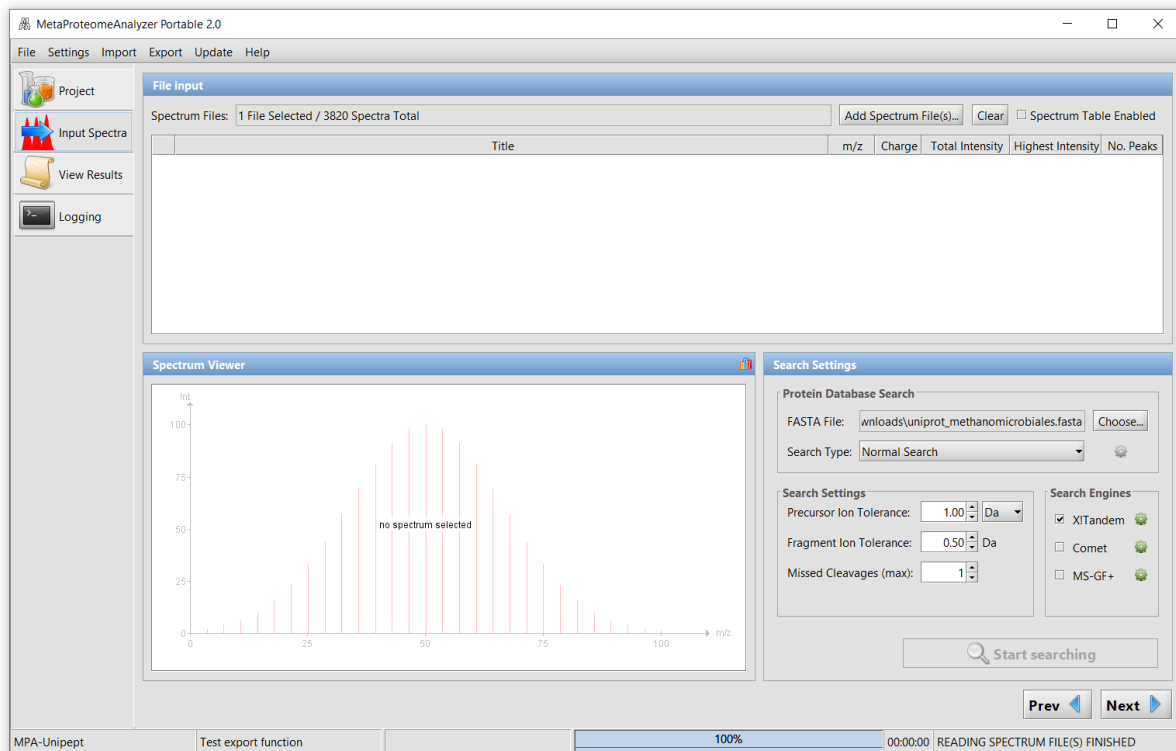 MetaProteomeAnalyzer Portable 2.0
File Settings Import Export Update Help
Project
Input Spectra
View Results
Logging
File input
Spectrum Files: 1 File Selected / 3820 Spectra Total Add Spectrum File(s)... Clear Spectrum Table Enabled
Title m/z Charge Total Intensity Highest Intensity No. Peaks
Spectrum Viewer
Int
100
75
50
25
0
no spectrum selected
0 25 50 75 100 m/z
Search Settings
Protein Database Search
FASTA File: wnloads\uniprot_methanomicrobiales.fasta Choose...
Search Type: Normal Search
Search Settings
Precursor Ion Tolerance: 1.00 Da
Fragment Ion Tolerance: 0.50 Da
Missed Cleavages (max): 1
Search Engines
X!Tandem
Comet
MS-GF+
Start searching
Prev Next
MPA-Unipept Test export function 100% 00:00:00 READING SPECTRUM FILE(S) FINISHED